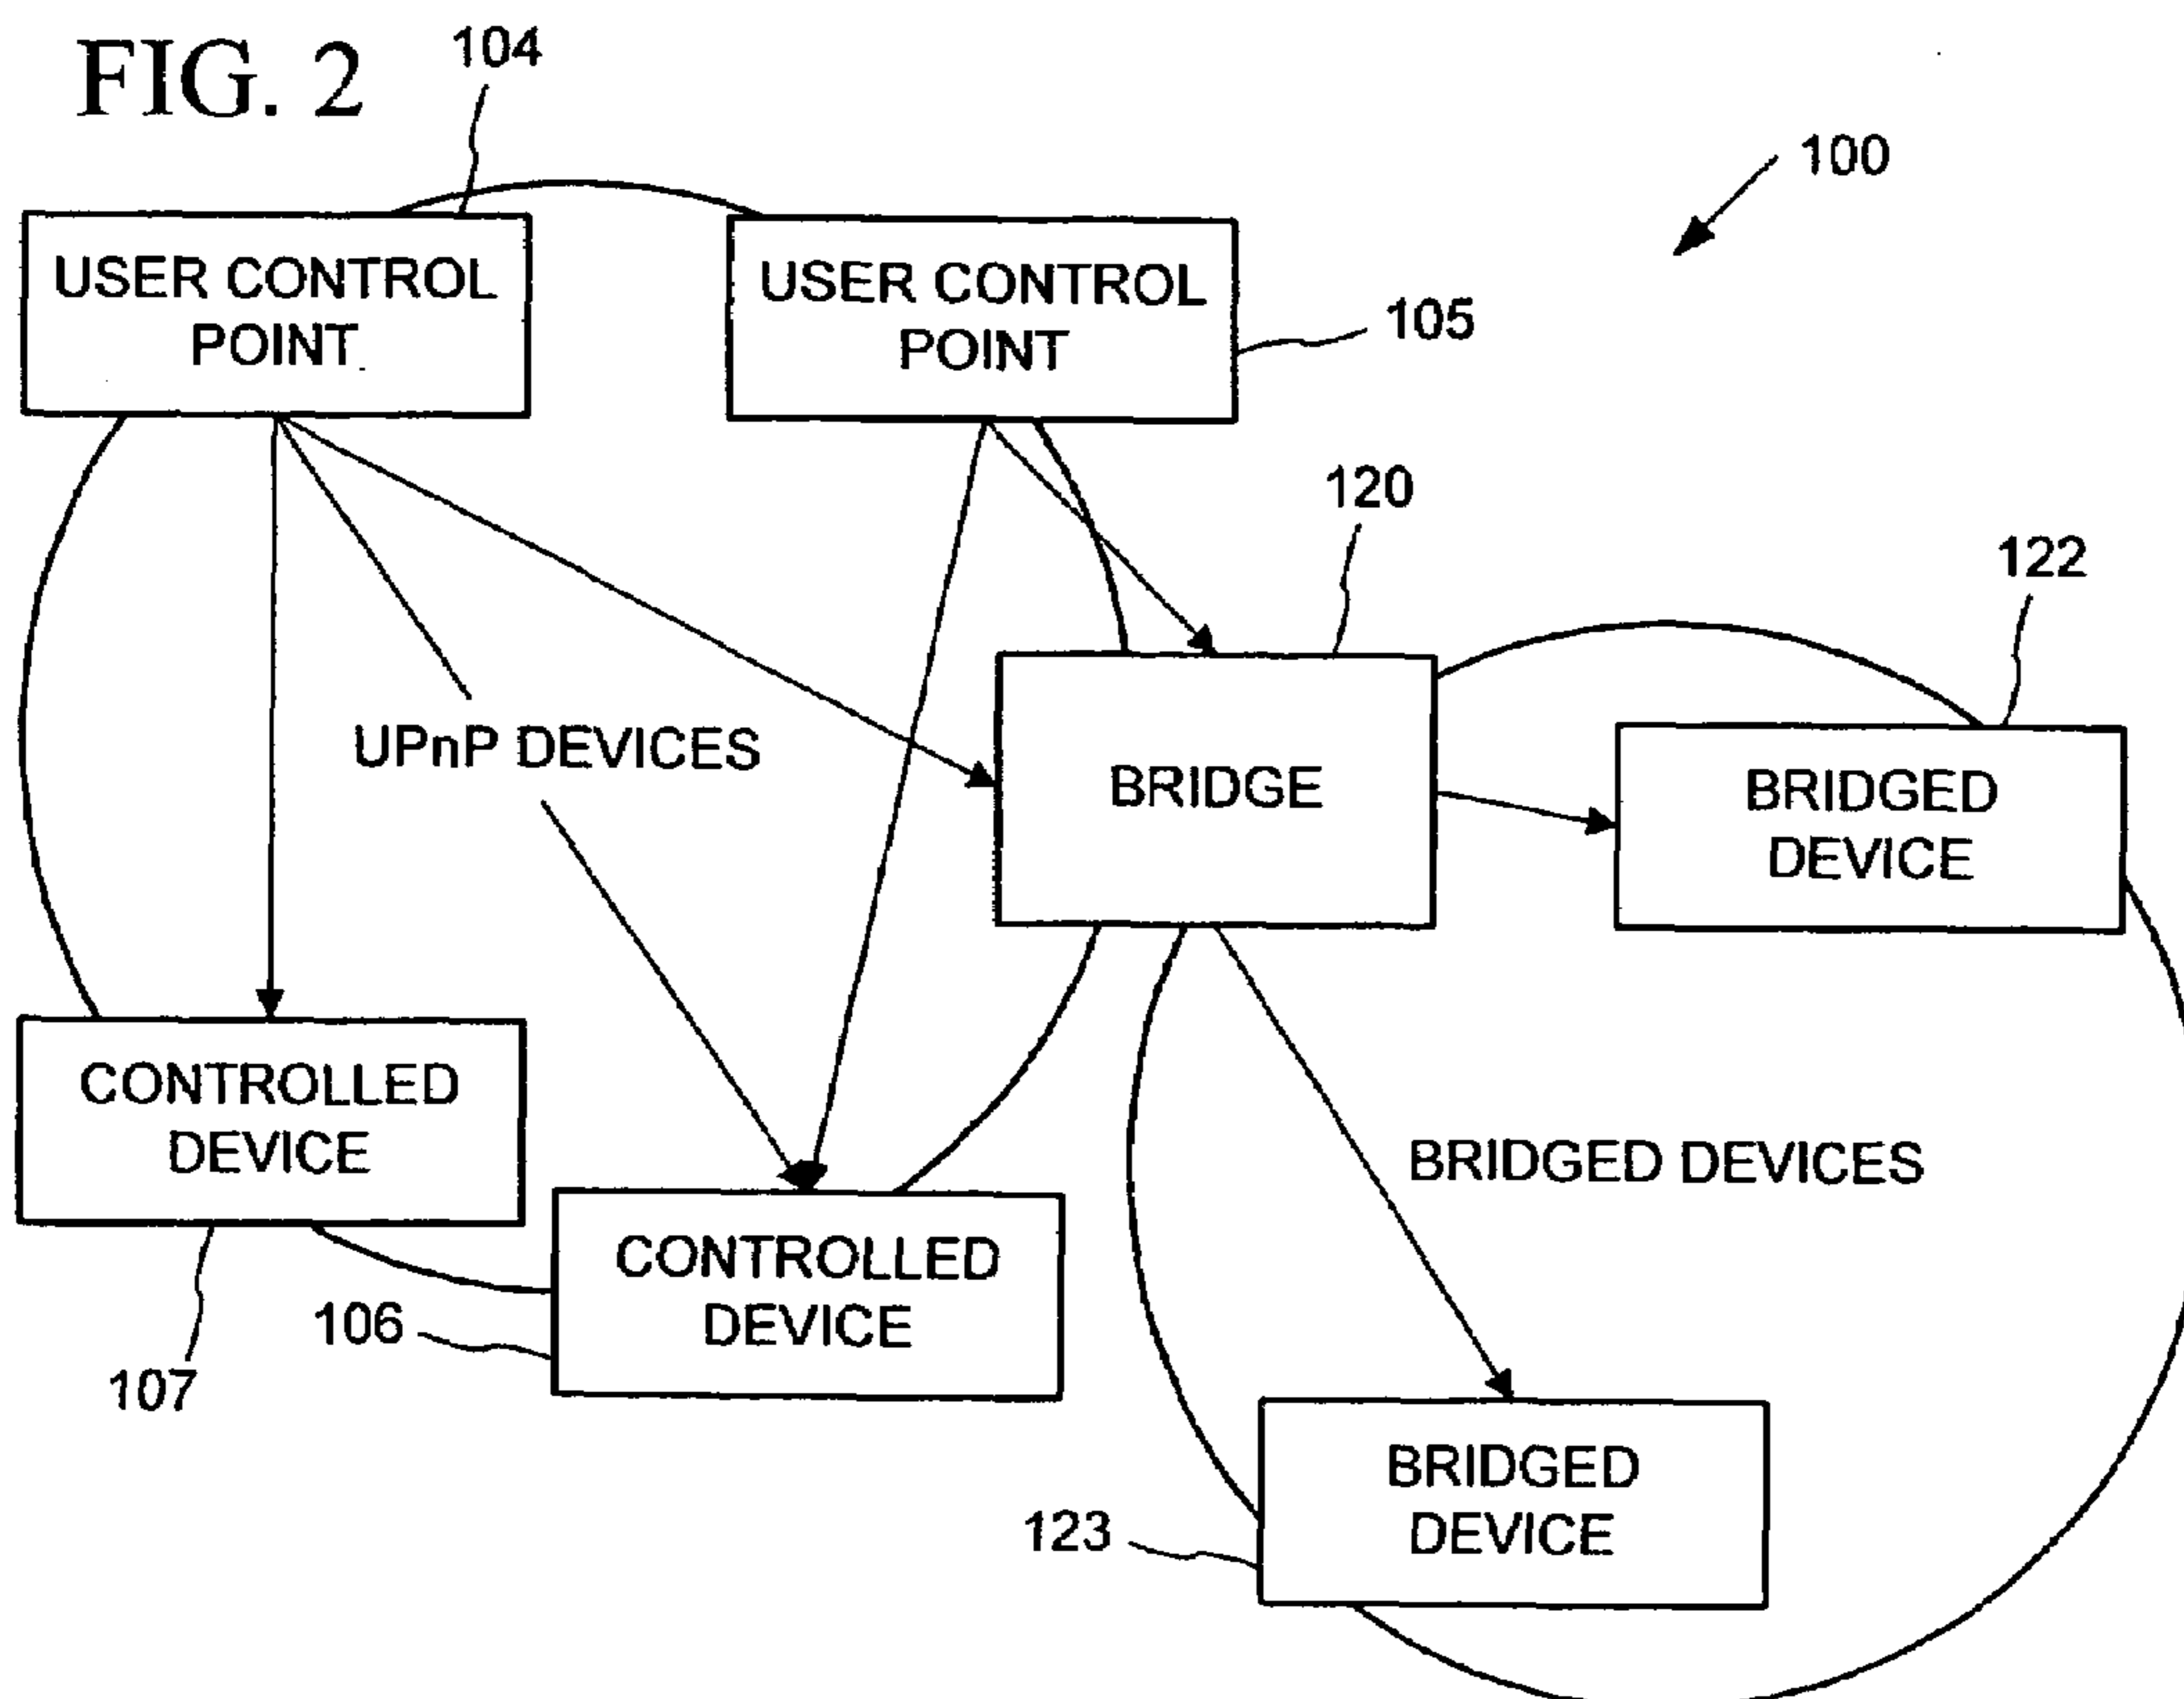 FIG. 2
104
100
USER CONTROL
POINT
USER CONTROL
POINT
105
120
122
UPnP DEVICES
BRIDGE
BRIDGED
DEVICE
CONTROLLED
DEVICE
BRIDGED DEVICES
CONTROLLED
DEVICE
106
107
BRIDGED
DEVICE
123